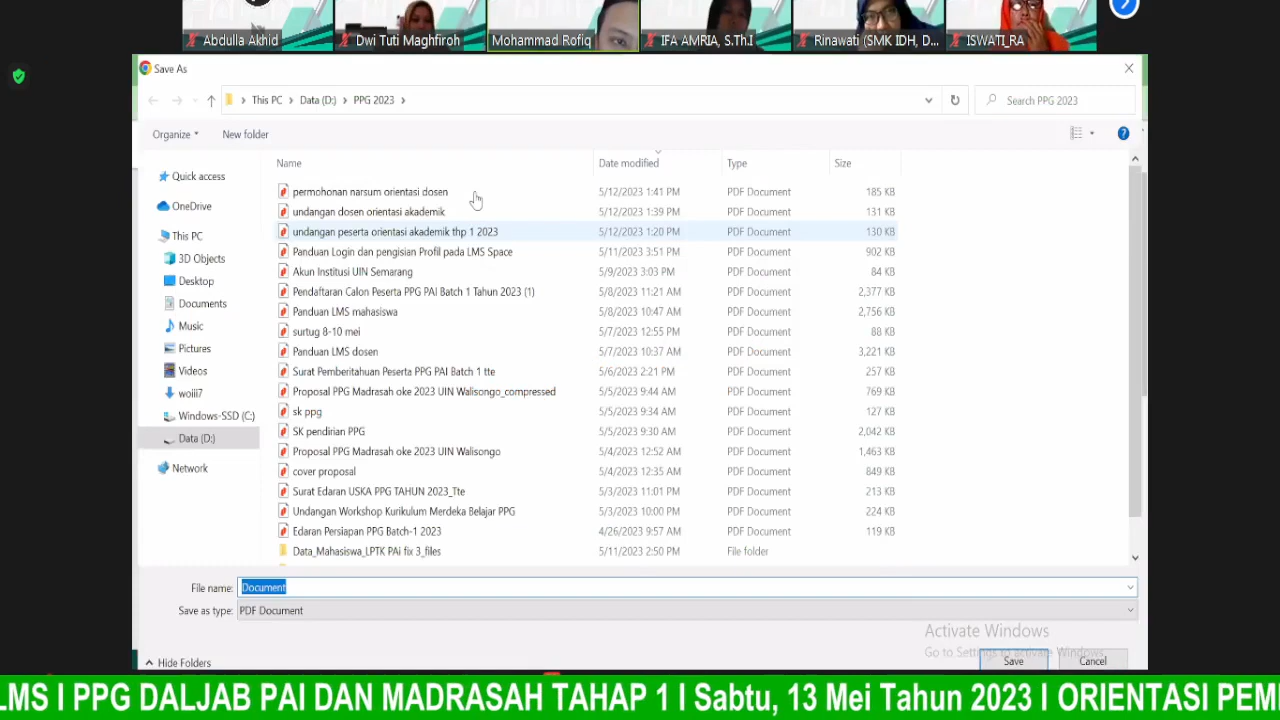 Abdulla Akhid
Dwi Tuti Maghfiroh
Mohammad Rofiq
IFA AMRIA, S.Th.I
Rinawati (SMK IDH, D...
ISWATI_RA
Save As
This PC > Data (D:) > PPG 2023 >
Search PPG 2023
Organize
New folder
Name Date modified Type Size
Quick access
OneDrive
This PC
3D Objects
Desktop
Documents
Music
Pictures
Videos
woiii7
Windows-SSD (C:)
Data (D:)
Network
permohonan narsum orientasi dosen 5/12/2023 1:41 PM PDF Document 185 KB
undangan dosen orientasi akademik 5/12/2023 1:39 PM PDF Document 131 KB
undangan peserta orientasi akademik thp 1 2023 5/12/2023 1:20 PM PDF Document 130 KB
Panduan Login dan pengisian Profil pada LMS Space 5/11/2023 3:51 PM PDF Document 902 KB
Akun Institusi UIN Semarang 5/9/2023 3:03 PM PDF Document 84 KB
Pendaftaran Calon Peserta PPG PAI Batch 1 Tahun 2023 (1) 5/8/2023 11:21 AM PDF Document 2,377 KB
Panduan LMS mahasiswa 5/8/2023 10:47 AM PDF Document 2,756 KB
surtug 8-10 mei 5/7/2023 12:55 PM PDF Document 88 KB
Panduan LMS dosen 5/7/2023 10:37 AM PDF Document 3,221 KB
Surat Pemberitahuan Peserta PPG PAI Batch 1 tte 5/6/2023 2:21 PM PDF Document 257 KB
Proposal PPG Madrasah oke 2023 UIN Walisongo_compressed 5/5/2023 9:44 AM PDF Document 769 KB
sk ppg 5/5/2023 9:34 AM PDF Document 127 KB
SK pendirian PPG 5/5/2023 9:30 AM PDF Document 2,042 KB
Proposal PPG Madrasah oke 2023 UIN Walisongo 5/4/2023 12:52 AM PDF Document 1,463 KB
cover proposal 5/4/2023 12:35 AM PDF Document 849 KB
Surat Edaran USKA PPG TAHUN 2023_Tte 5/3/2023 11:01 PM PDF Document 213 KB
Undangan Workshop Kurikulum Merdeka Belajar PPG 5/3/2023 10:00 PM PDF Document 224 KB
Edaran Persiapan PPG Batch-1 2023 4/26/2023 9:57 AM PDF Document 119 KB
Data_Mahasiswa_LPTK PAi fix 3_files 5/11/2023 2:50 PM File folder
File name: Document
Save as type: PDF Document
Activate Windows
Go to Settings to activate Windows.
Hide Folders
Save
Cancel
LMS I PPG DALJAB PAI DAN MADRASAH TAHAP 1 I Sabtu, 13 Mei Tahun 2023 I ORIENTASI PEM